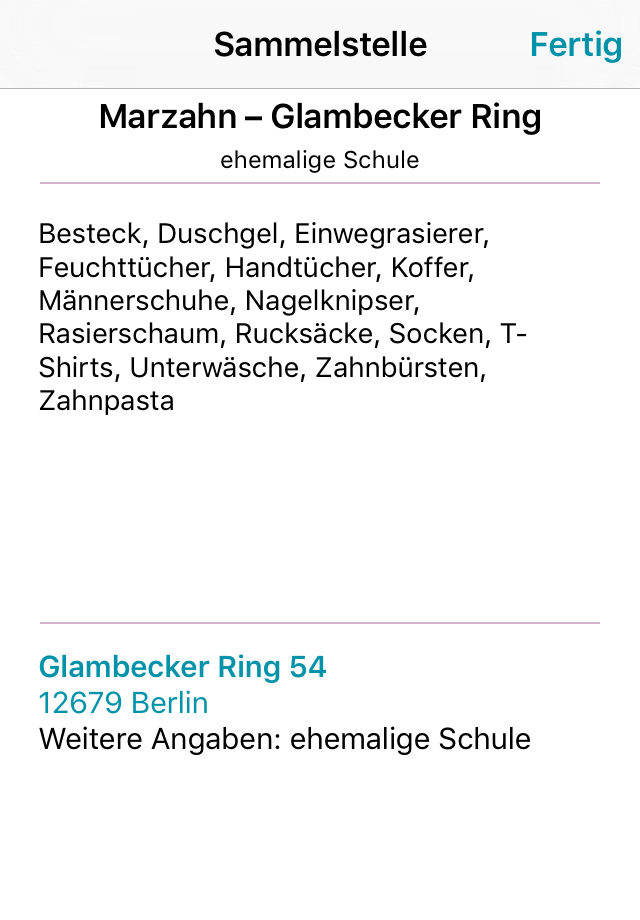 Sammelstelle
Fertig
Marzahn – Glambecker Ring
ehemalige Schule
Besteck, Duschgel, Einwegrasierer,
Feuchttücher, Handtücher, Koffer,
Männerschuhe, Nagelknipser,
Rasierschaum, Rucksäcke, Socken, T-
Shirts, Unterwäsche, Zahnbürsten,
Zahnpasta
Glambecker Ring 54
12679 Berlin
Weitere Angaben: ehemalige Schule